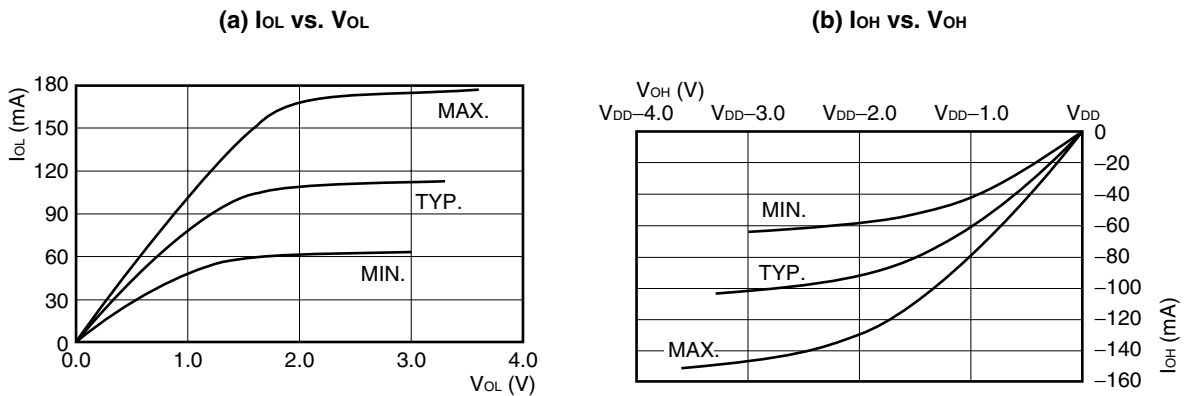 (a) IOL vs. VOL
180
150
120
90
60
30
0
IOL (mA)
MAX.
TYP.
MIN.
0.0 1.0 2.0 3.0 4.0
VOL (V)
(b) IOH vs. VOH
VOH (V)
VDD–4.0 VDD–3.0 VDD–2.0 VDD–1.0 VDD
0
–20
–40
–60
–80
–100
–120
–140
–160
IOH (mA)
MIN.
TYP.
MAX.